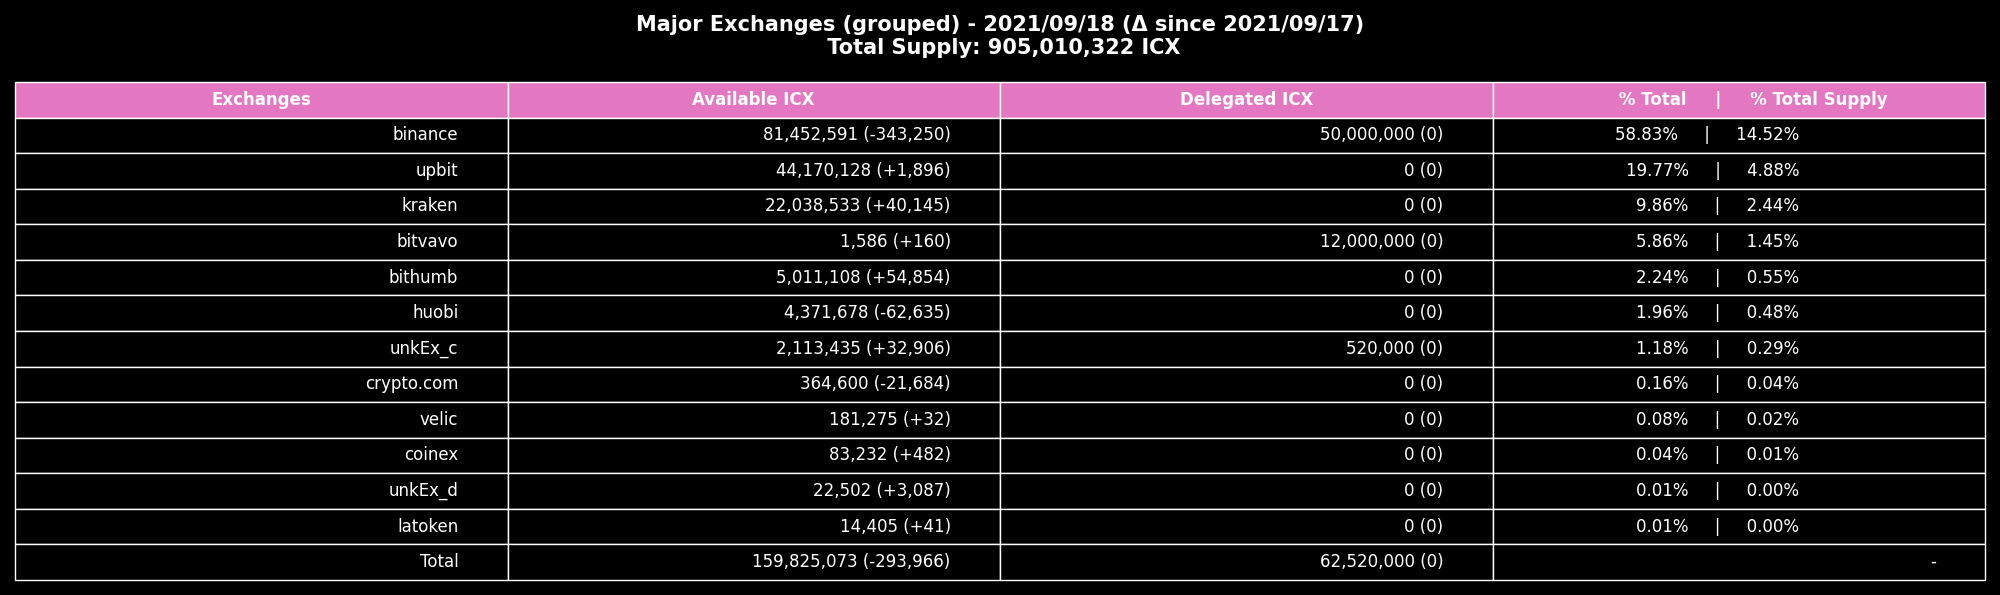 Major Exchanges (grouped) - 2021/09/18 (Δ since 2021/09/17)
Total Supply: 905,010,322 ICX
Exchanges Available ICX Delegated ICX % Total | % Total Supply
binance 81,452,591 (-343,250) 50,000,000 (0) 58.83% | 14.52%
upbit 44,170,128 (+1,896) 0 (0) 19.77% | 4.88%
kraken 22,038,533 (+40,145) 0 (0) 9.86% | 2.44%
bitvavo 1,586 (+160) 12,000,000 (0) 5.86% | 1.45%
bithumb 5,011,108 (+54,854) 0 (0) 2.24% | 0.55%
huobi 4,371,678 (-62,635) 0 (0) 1.96% | 0.48%
unkEx_c 2,113,435 (+32,906) 520,000 (0) 1.18% | 0.29%
crypto.com 364,600 (-21,684) 0 (0) 0.16% | 0.04%
velic 181,275 (+32) 0 (0) 0.08% | 0.02%
coinex 83,232 (+482) 0 (0) 0.04% | 0.01%
unkEx_d 22,502 (+3,087) 0 (0) 0.01% | 0.00%
latoken 14,405 (+41) 0 (0) 0.01% | 0.00%
Total 159,825,073 (-293,966) 62,520,000 (0) -